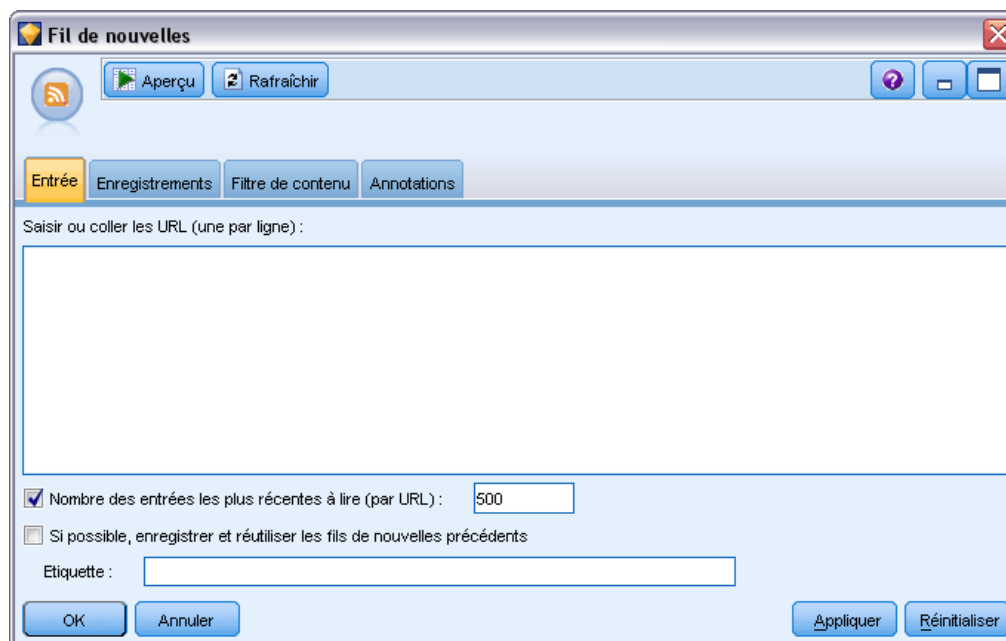 Fil de nouvelles
Aperçu
Rafraîchir
Entrée
Enregistrements
Filtre de contenu
Annotations
Saisir ou coller les URL (une par ligne) :
Nombre des entrées les plus récentes à lire (par URL) : 500
Si possible, enregistrer et réutiliser les fils de nouvelles précédents
Etiquette :
OK
Annuler
Appliquer
Réinitialiser